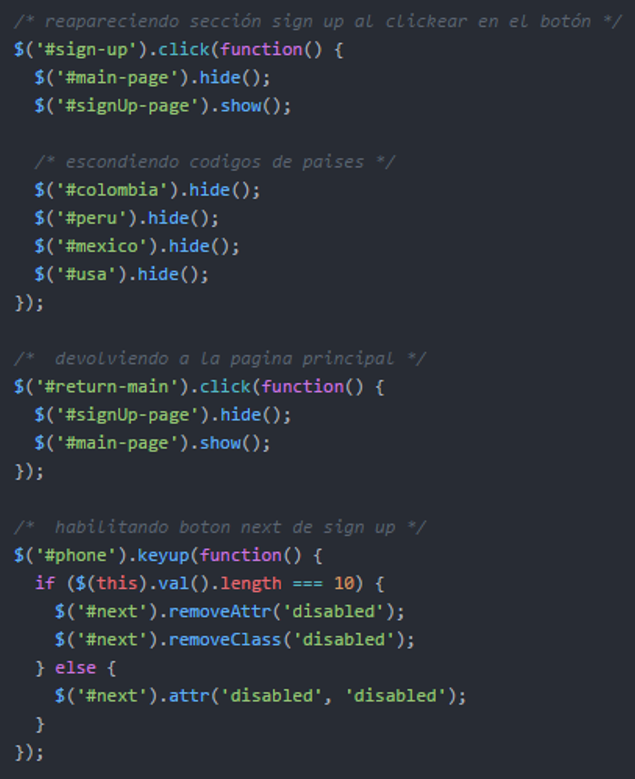 /* reapareciendo sección sign up al clickear en el botón */
$('#sign-up').click(function() {
  $('#main-page').hide();
  $('#signUp-page').show();

  /* escondiendo codigos de paises */
  $('#colombia').hide();
  $('#peru').hide();
  $('#mexico').hide();
  $('#usa').hide();
});

/*  devolviendo a la pagina principal */
$('#return-main').click(function() {
  $('#signUp-page').hide();
  $('#main-page').show();
});

/*  habilitando boton next de sign up */
$('#phone').keyup(function() {
  if ($(this).val().length === 10) {
    $('#next').removeAttr('disabled');
    $('#next').removeClass('disabled');
  } else {
    $('#next').attr('disabled', 'disabled');
  }
});